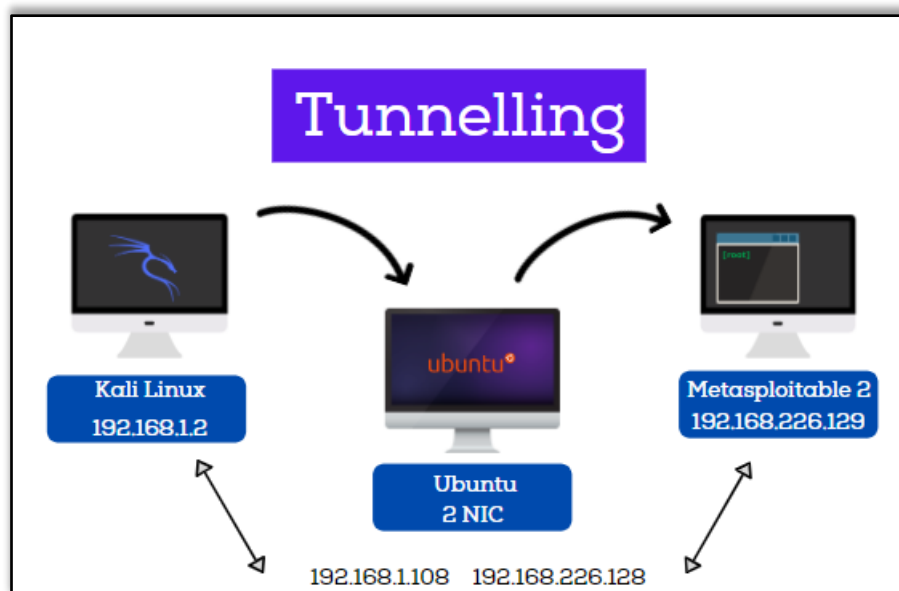 Tunnelling
[root]
ubuntu
Kali Linux
192.168.1.2
Metasploitable 2
192.168.226.129
Ubuntu
2 NIC
192.168.1.108 192.168.226.128